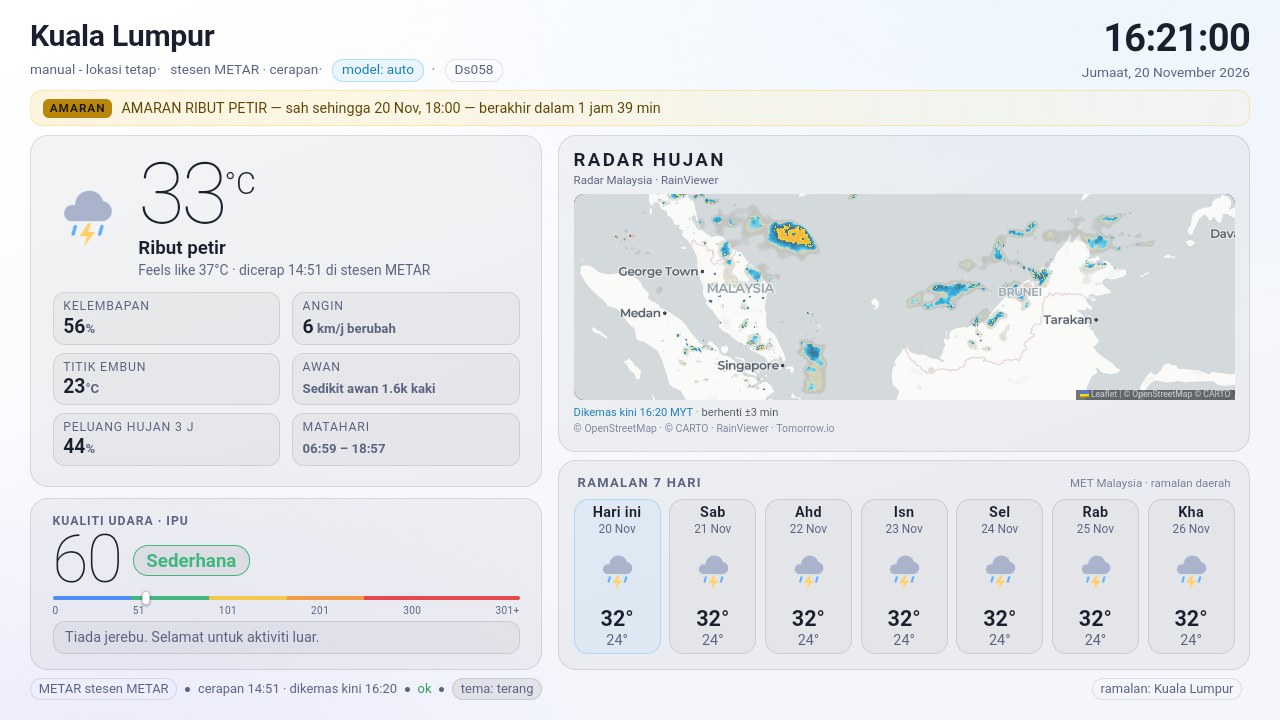 Kuala Lumpur
manual - lokasi tetap· stesen METAR · cerapan· model: auto · Ds058
16:21:00
Jumaat, 20 November 2026
AMARAN AMARAN RIBUT PETIR — sah sehingga 20 Nov, 18:00 — berakhir dalam 1 jam 39 min
33°C
Ribut petir
Feels like 37°C · dicerap 14:51 di stesen METAR
KELEMBAPAN
56%
ANGIN
6 km/j berubah
TITIK EMBUN
23°C
AWAN
Sedikit awan 1.6k kaki
PELUANG HUJAN 3 J
44%
MATAHARI
06:59 – 18:57
KUALITI UDARA · IPU
60 Sederhana
0 51 101 201 300 301+
Tiada jerebu. Selamat untuk aktiviti luar.
RADAR HUJAN
Radar Malaysia · RainViewer
George Town
MALAYSIA
Medan
Singapore
BRUNEI
Tarakan
Dava
Leaflet | © OpenStreetMap © CARTO
Dikemas kini 16:20 MYT · berhenti ±3 min
© OpenStreetMap · © CARTO · RainViewer · Tomorrow.io
RAMALAN 7 HARI
MET Malaysia · ramalan daerah
Hari ini Sab Ahd Isn Sel Rab Kha
20 Nov 21 Nov 22 Nov 23 Nov 24 Nov 25 Nov 26 Nov
32° 32° 32° 32° 32° 32° 32°
24° 24° 24° 24° 24° 24° 24°
METAR stesen METAR ● cerapan 14:51 · dikemas kini 16:20 ● ok ● tema: terang
ramalan: Kuala Lumpur